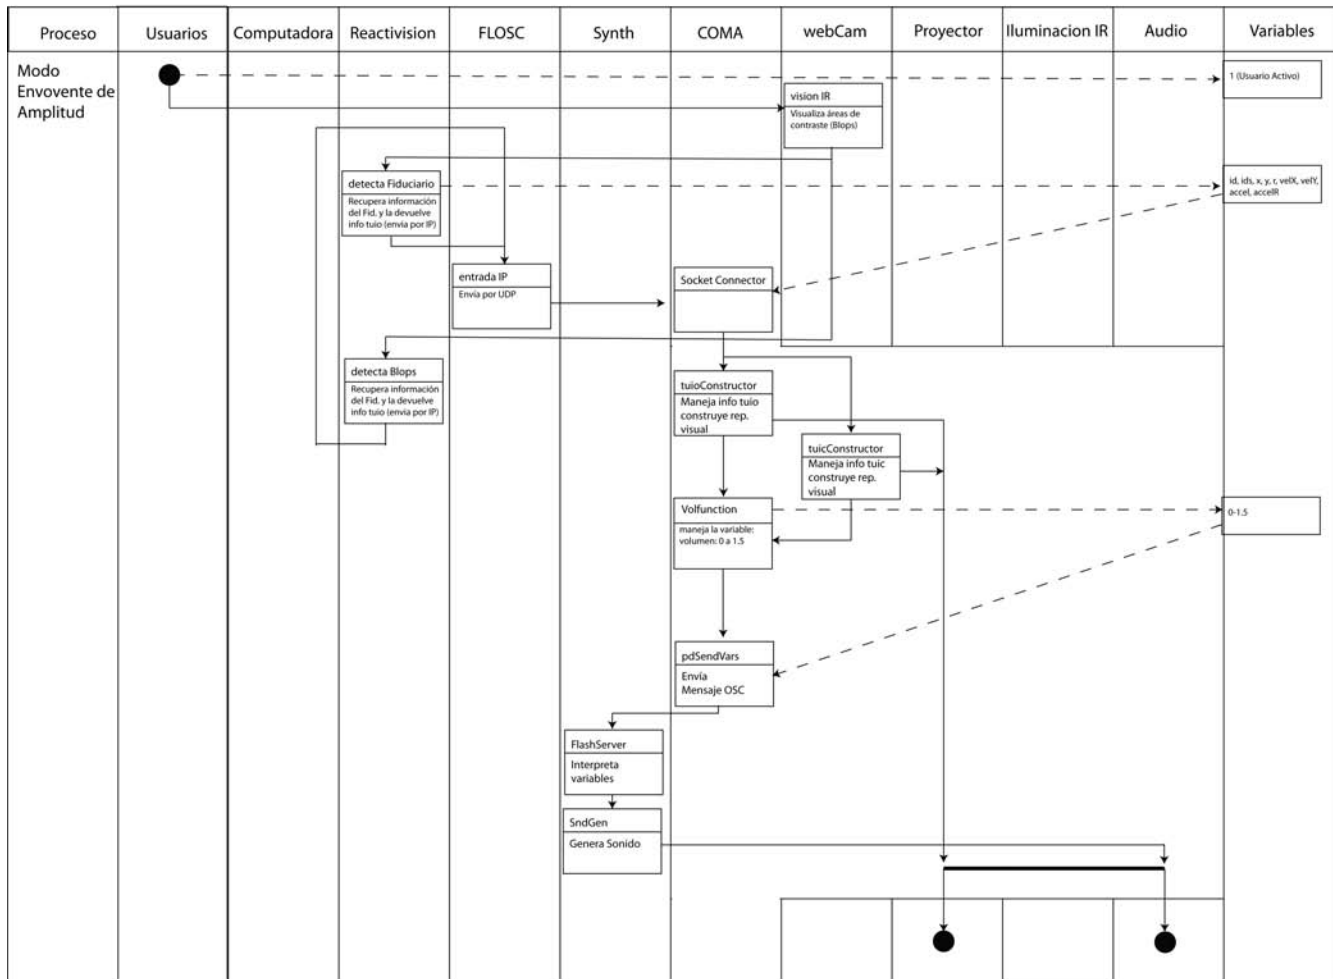 Proceso
Usuarios
Computadora
Reactivision
FLOSC
Synth
COMA
webCam
Proyector
Iluminacion IR
Audio
Variables
Modo
Envovente de
Amplitud
1 (Usuario Activo)
vision IR
Visualiza áreas de
contraste (Blops)
detecta Fiduciario
Recupera información
del Fid. y la devuelve
info tuio (envia por IP)
id, ids, x, y, r, velX, velY,
accel, accelR
entrada IP
Envía por UDP
Socket Connector
detecta Blops
Recupera información
del Fid. y la devuelve
info tuio (envia por IP)
tuioConstructor
Maneja info tuio
construye rep.
visual
tuicConstructor
Maneja info tuic
construye rep.
visual
Volfunction
maneja la variable:
volumen: 0 a 1.5
0-1.5
pdSendVars
Envía
Mensaje OSC
FlashServer
Interpreta
variables
SndGen
Genera Sonido